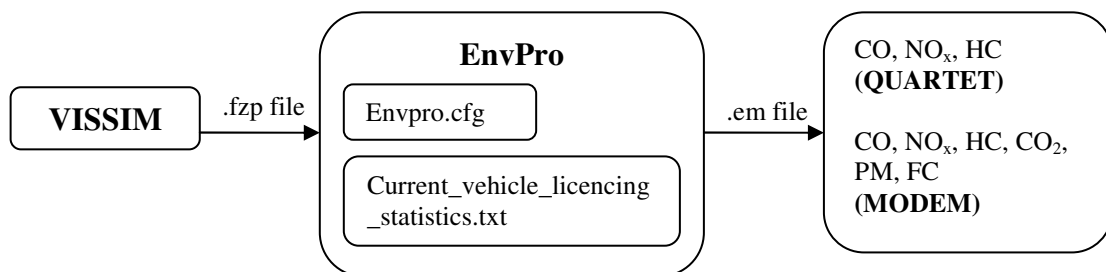 VISSIM
.fzp file
EnvPro
Envpro.cfg
Current_vehicle_licencing
_statistics.txt
.em file
CO, NOₓ, HC
(QUARTET)
CO, NOₓ, HC, CO₂,
PM, FC
(MODEM)